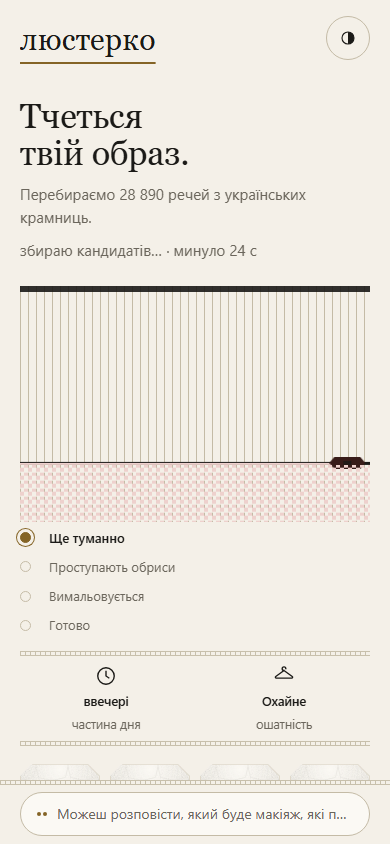 люстерко
Тчеться
твій образ.
Перебираємо 28 890 речей з українських
крамниць.
збираю кандидатів... · минуло 24 с
Ще туманно
Проступають обриси
Вимальовується
Готово
ввечері
частина дня
Охайне
ошатність
Можеш розповісти, який буде макіяж, які п...